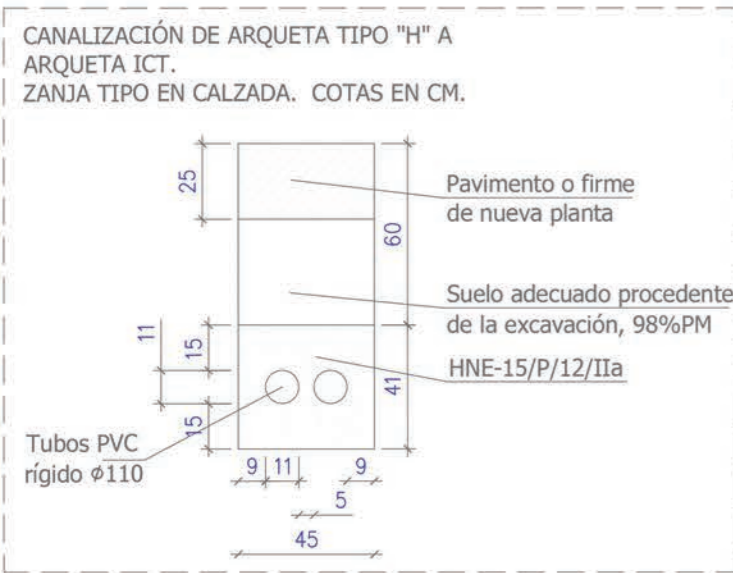 CANALIZACIÓN DE ARQUETA TIPO "H" A
ARQUETA ICT.
ZANJA TIPO EN CALZADA. COTAS EN CM.
25
Pavimento o firme
de nueva planta
60
Suelo adecuado procedente
de la excavación, 98%PM
11
15
HNE-15/P/12/IIa
41
15
Tubos PVC
rígido ϕ110
9
11
9
5
45